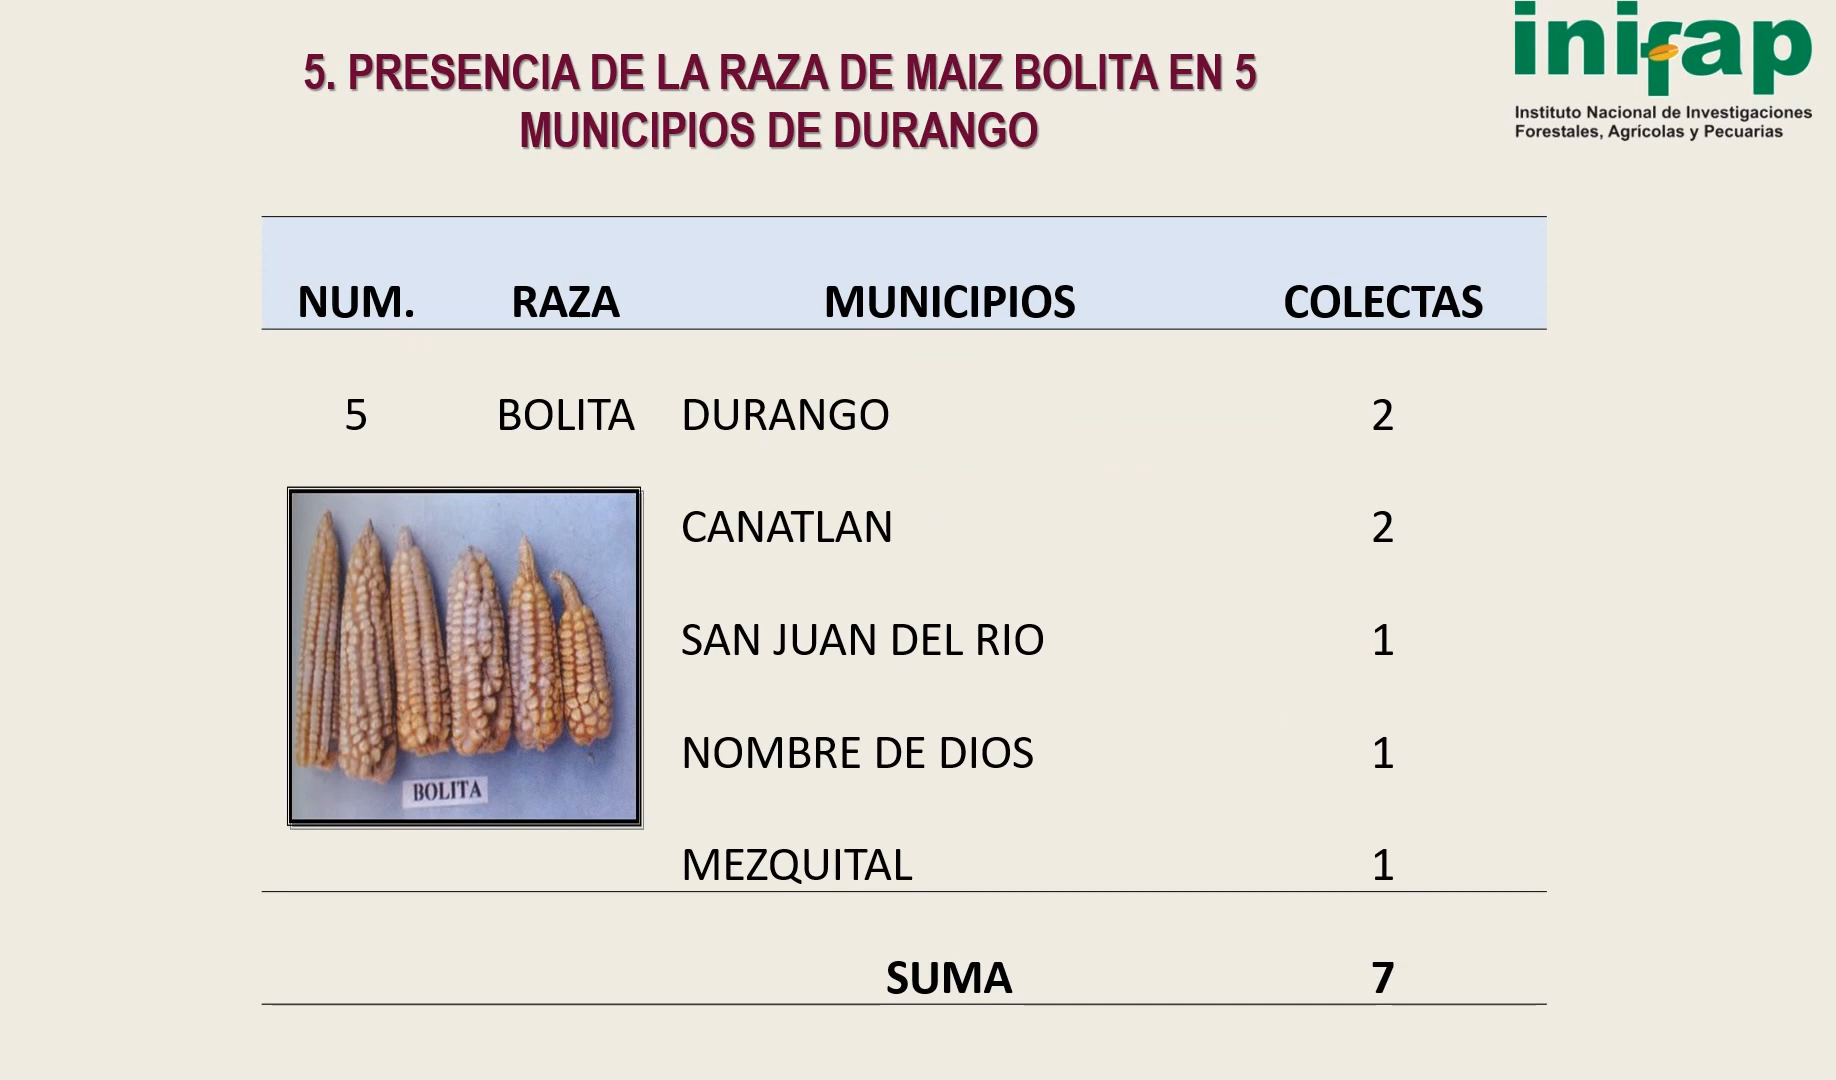 5. PRESENCIA DE LA RAZA DE MAIZ BOLITA EN 5
MUNICIPIOS DE DURANGO
inifap
Instituto Nacional de Investigaciones
Forestales, Agrícolas y Pecuarias
NUM. RAZA MUNICIPIOS COLECTAS
5 BOLITA DURANGO 2
CANATLAN 2
SAN JUAN DEL RIO 1
NOMBRE DE DIOS 1
BOLITA
MEZQUITAL 1
SUMA 7